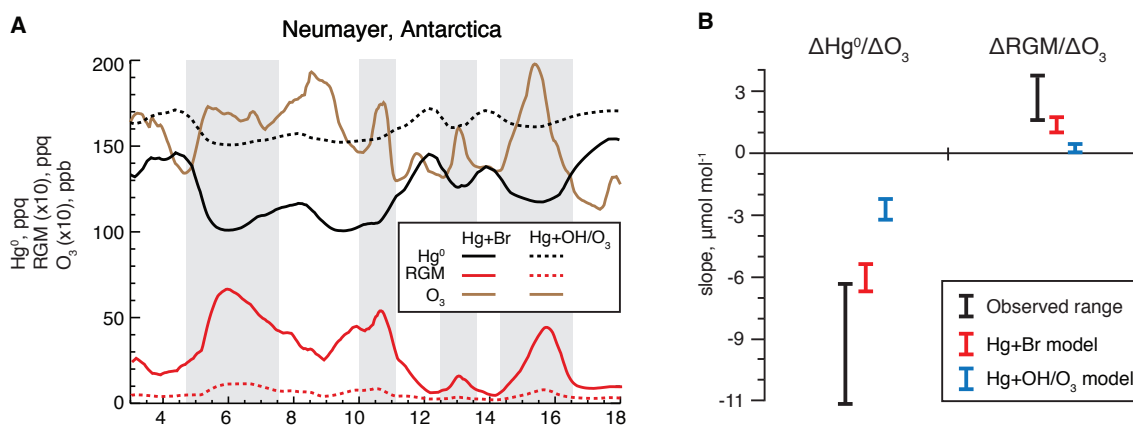 A
Neumayer, Antarctica
Hg⁰, ppq
RGM (x10), ppq
O₃ (x10), ppb
200
150
100
50
0
4
6
8
10
12
14
16
18
Hg+Br
Hg+OH/O₃
Hg⁰
RGM
O₃
B
ΔHg⁰/ΔO₃
ΔRGM/ΔO₃
slope, µmol mol⁻¹
3
0
-3
-6
-9
-11
Observed range
Hg+Br model
Hg+OH/O₃ model